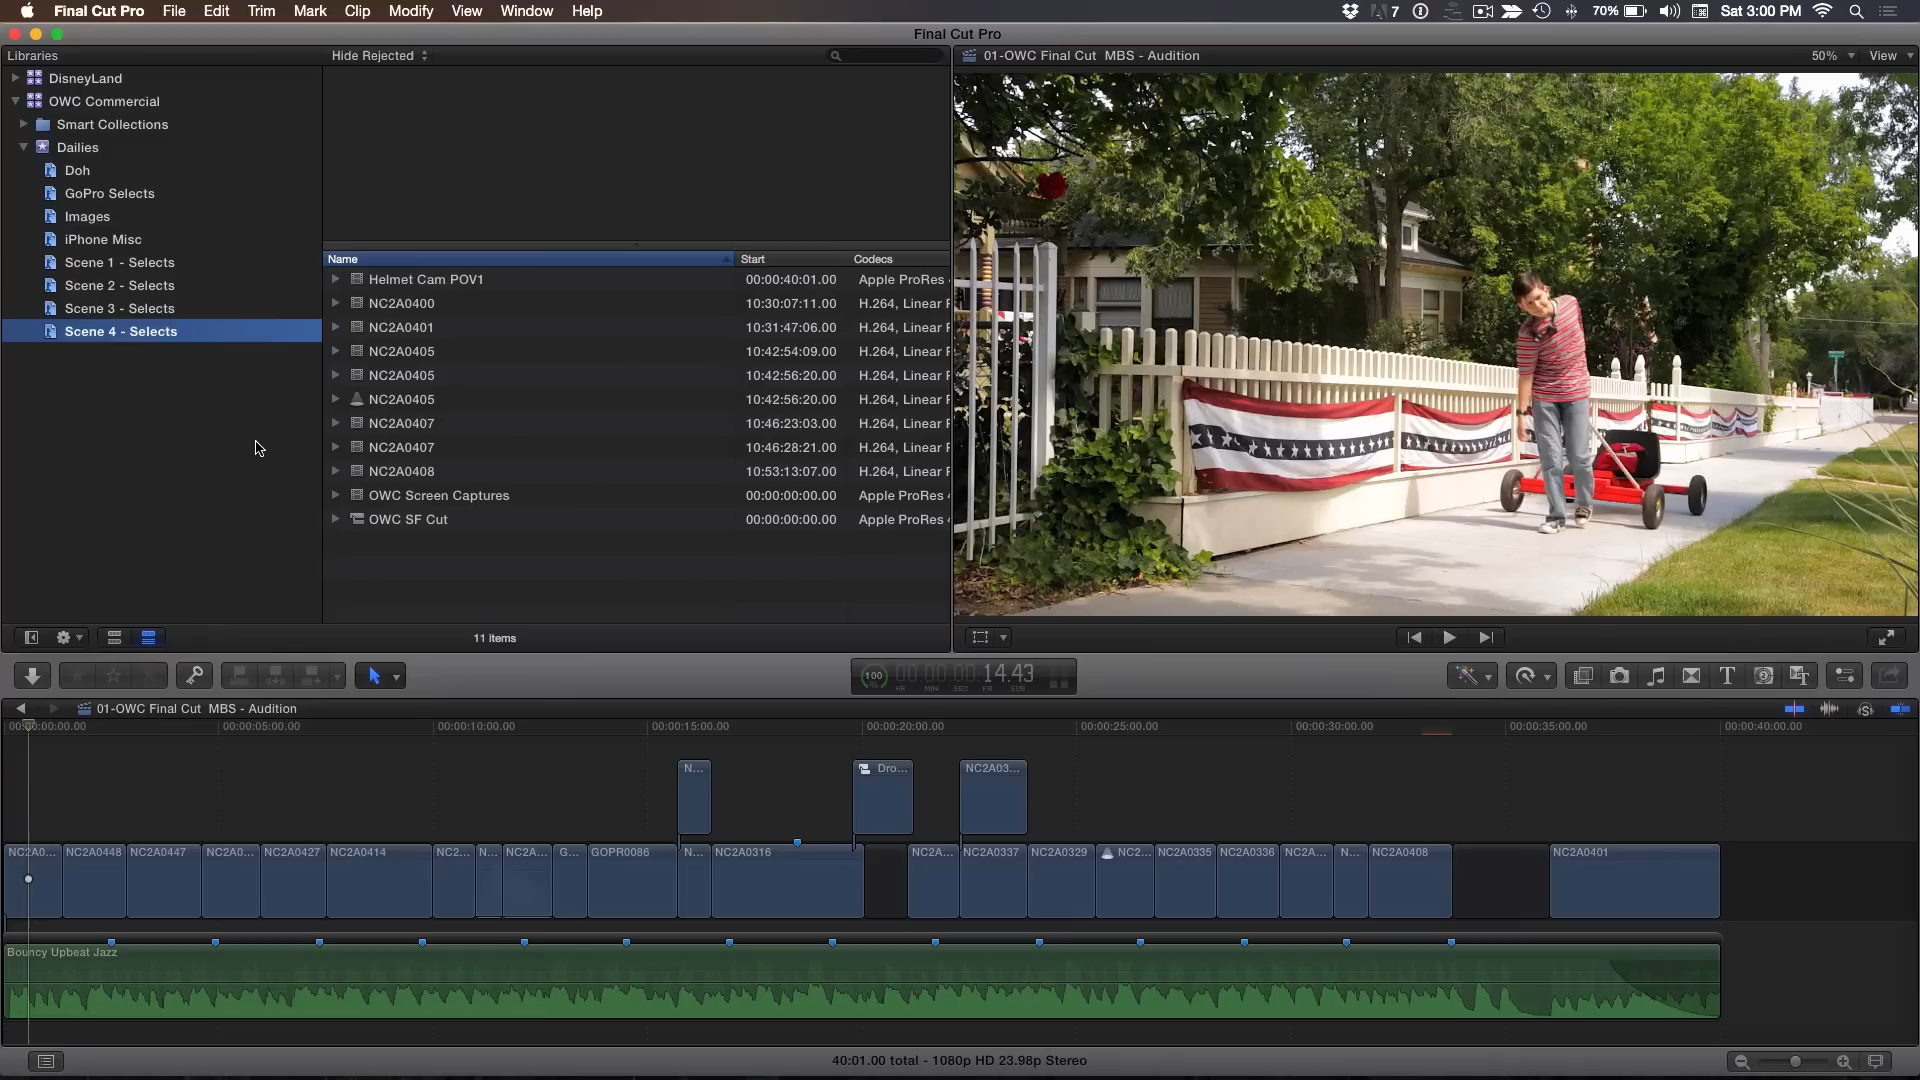 Final Cut Pro File Edit Trim Mark Clip Modify View Window Help 7 70% Sat 3:00 PM
Final Cut Pro
Libraries Hide Rejected 01-OWC Final Cut MBS - Audition 50% View
DisneyLand
OWC Commercial
Smart Collections
Dailies
Doh
GoPro Selects
Images
iPhone Misc
Scene 1 - Selects
Scene 2 - Selects
Scene 3 - Selects
Scene 4 - Selects
Name Start Codecs
Helmet Cam POV1 00:00:40:01.00 Apple ProRes
NC2A0400 10:30:07:11.00 H.264, Linear
NC2A0401 10:31:47:06.00 H.264, Linear
NC2A0405 10:42:54:09.00 H.264, Linear
NC2A0405 10:42:56:20.00 H.264, Linear
NC2A0405 10:42:56:20.00 H.264, Linear
NC2A0407 10:46:23:03.00 H.264, Linear
NC2A0407 10:46:28:21.00 H.264, Linear
NC2A0408 10:53:13:07.00 H.264, Linear
OWC Screen Captures 00:00:00:00.00 Apple ProRes
OWC SF Cut 00:00:00:00.00 Apple ProRes
11 items
100 % 00:00:00:14.43
HR MIN SEC FR SUB
01-OWC Final Cut MBS - Audition
00:00:00:00.00 00:00:05:00.00 00:00:10:00.00 00:00:15:00.00 00:00:20:00.00 00:00:25:00.00 00:00:30:00.00 00:00:35:00.00 00:00:40:00.00
N... Dro... NC2A03...
NC2A0... NC2A0448 NC2A0447 NC2A0... NC2A0427 NC2A0414 NC2... N... NC2A... G... GOPR0086 N... NC2A0316 NC2A... NC2A0337 NC2A0329 NC2... NC2A0335 NC2A0336 NC2A... N... NC2A0408 NC2A0401
Bouncy Upbeat Jazz
40:01.00 total - 1080p HD 23.98p Stereo